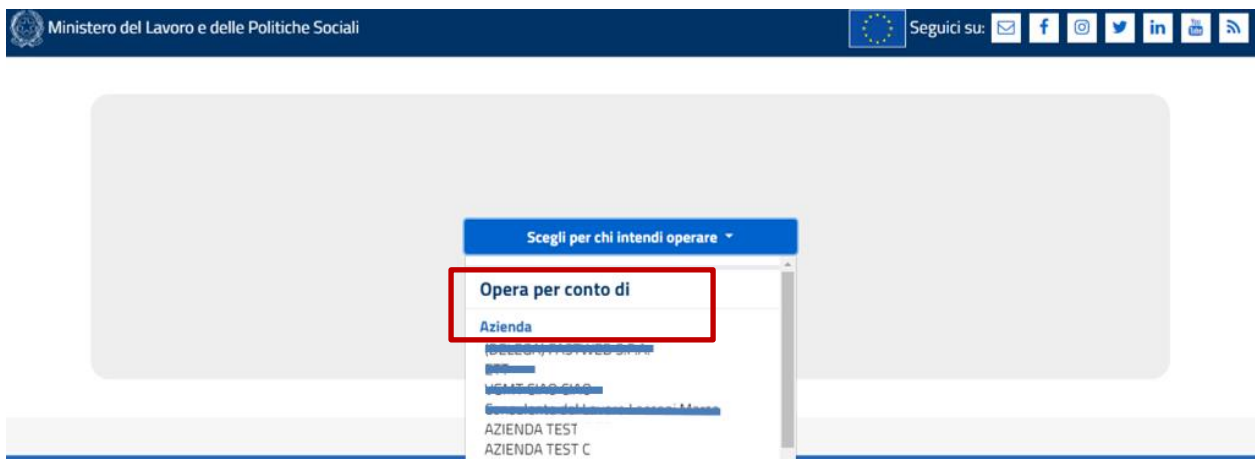 Ministero del Lavoro e delle Politiche Sociali
Seguici su:
Scegli per chi intendi operare
Opera per conto di
Azienda
AZIENDA TEST
AZIENDA TEST C